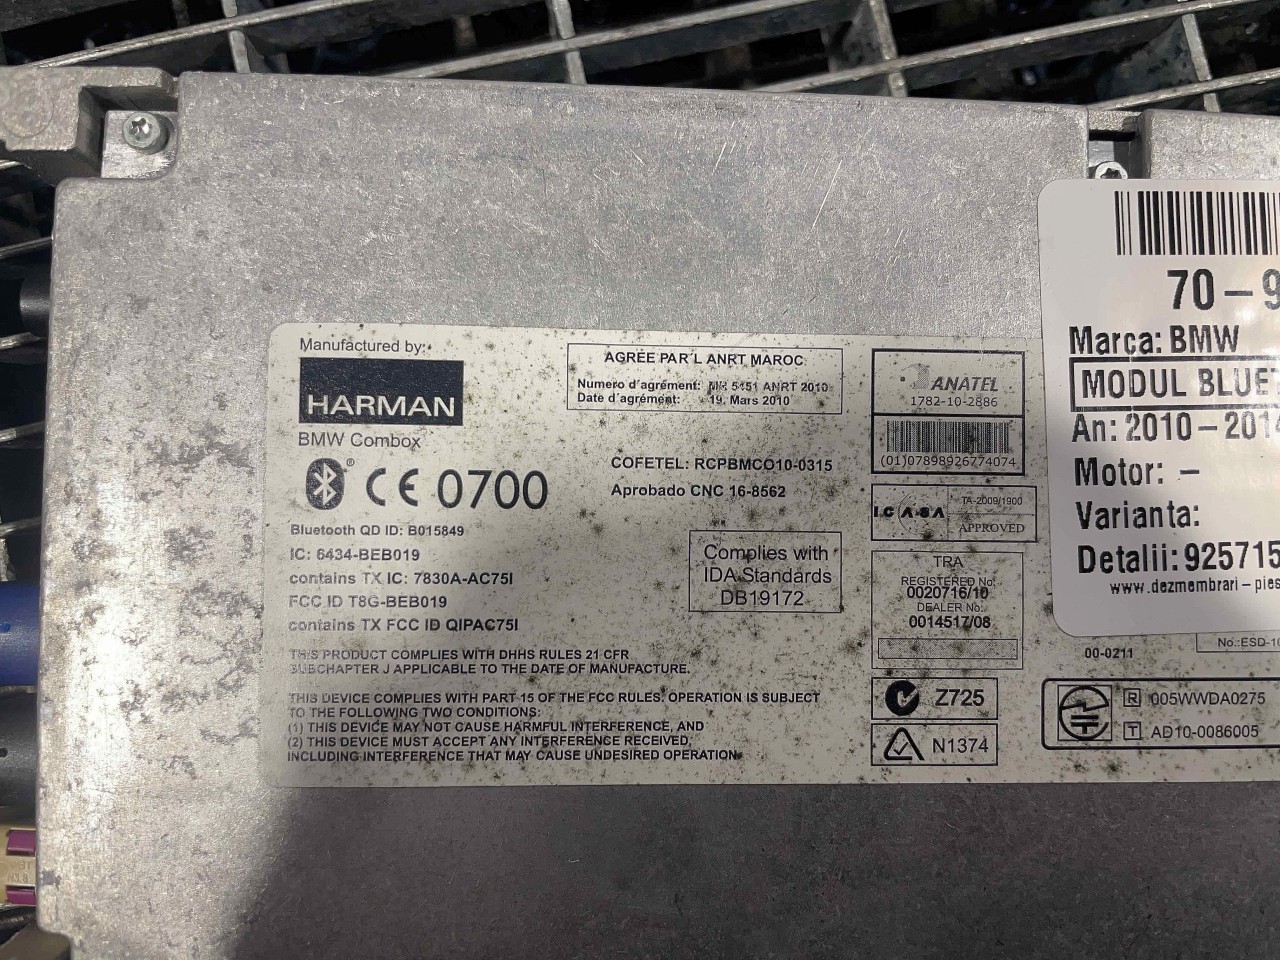 Manufactured by:
HARMAN
BMW Combox
CE 0700
Bluetooth QD ID: B015849
IC: 6434-BEB019
contains TX IC: 7830A-AC75I
FCC ID T8G-BEB019
contains TX FCC ID QIPAC75I
THIS PRODUCT COMPLIES WITH DHHS RULES 21 CFR
SUBCHAPTER J APPLICABLE TO THE DATE OF MANUFACTURE.
THIS DEVICE COMPLIES WITH PART 15 OF THE FCC RULES: OPERATION IS SUBJECT
TO THE FOLLOWING TWO CONDITIONS:
(1) THIS DEVICE MAY NOT CAUSE HARMFUL INTERFERENCE, AND
(2) THIS DEVICE MUST ACCEPT ANY INTERFERENCE RECEIVED,
INCLUDING INTERFERENCE THAT MAY CAUSE UNDESIRED OPERATION.
AGRÉE PAR L ANRT MAROC
Numero d´agrément: MR 5451 ANRT 2010
Date d´agrément: 19. Mars 2010
COFETEL: RCPBMCO10-0315
Aprobado CNC 16-8562
Complies with
IDA Standards
DB19172
ANATEL
1782-10-2886
(01)07898926774074
ICASA
TA-2009/1900
APPROVED
TRA
REGISTERED No:
0020716/10
DEALER No:
0014517/08
Z725
N1374
70-9
Marca: BMW
MODUL BLUET
An: 2010-2014
Motor: -
Varianta:
Detalii: 925715
www.dezmembrari-pies
00-0211
No.:ESD-10
R 005WWDA0275
T AD10-0086005